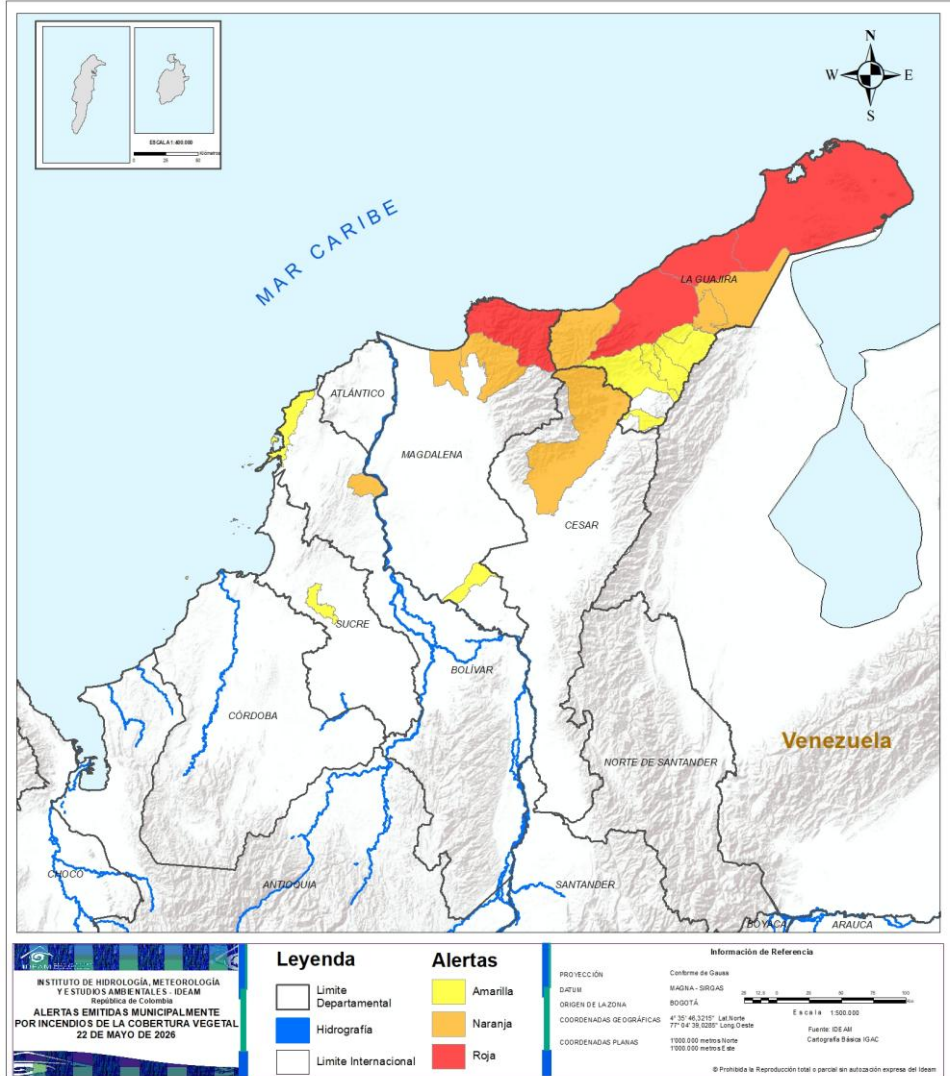 ESCALA 1:400.000
Kilómetros
N
W
E
S
MAR CARIBE
LA GUAJIRA
ATLÁNTICO
MAGDALENA
CESAR
SUCRE
BOLÍVAR
CÓRDOBA
Venezuela
NORTE DE SANTANDER
CHOCÓ
ANTIOQUIA
SANTANDER
BOYACÁ
ARAUCA
IDEAM
INSTITUTO DE HIDROLOGÍA, METEOROLOGÍA
Y ESTUDIOS AMBIENTALES - IDEAM
República de Colombia
ALERTAS EMITIDAS MUNICIPALMENTE
POR INCENDIOS DE LA COBERTURA VEGETAL
22 DE MAYO DE 2026
Leyenda
Limite
Departamental
Hidrografía
Limite Internacional
Alertas
Amarilla
Naranja
Roja
Información de Referencia
PROYECCIÓN Conforme de Gauss
DATUM MAGNA - SIRGAS
ORIGEN DE LA ZONA BOGOTÁ
COORDENADAS GEOGRÁFICAS 4° 35' 46,3215" Lat.Norte
77° 04' 39,0285" Long.Oeste
COORDENADAS PLANAS 1'000.000 metros Norte
1'000.000 metros Este
Escala 1:500.000
Fuente: IDEAM
Cartografía Básica IGAC
© Prohibida la Reproducción total o parcial sin autozación expresa del Ideam